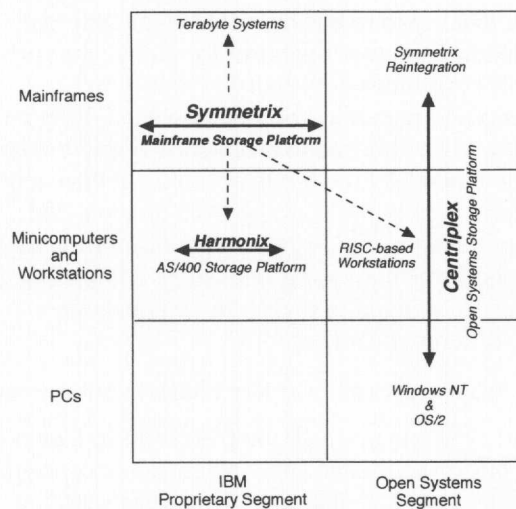 Terabyte Systems
Symmetrix
Reintegration
Mainframes
Symmetrix
Mainframe Storage Platform
Minicomputers
and
Workstations
Harmonix
AS/400 Storage Platform
RISC-based
Workstations
Centriplex
Open Systems Storage Platform
PCs
Windows NT
&
OS/2
IBM
Proprietary Segment
Open Systems
Segment